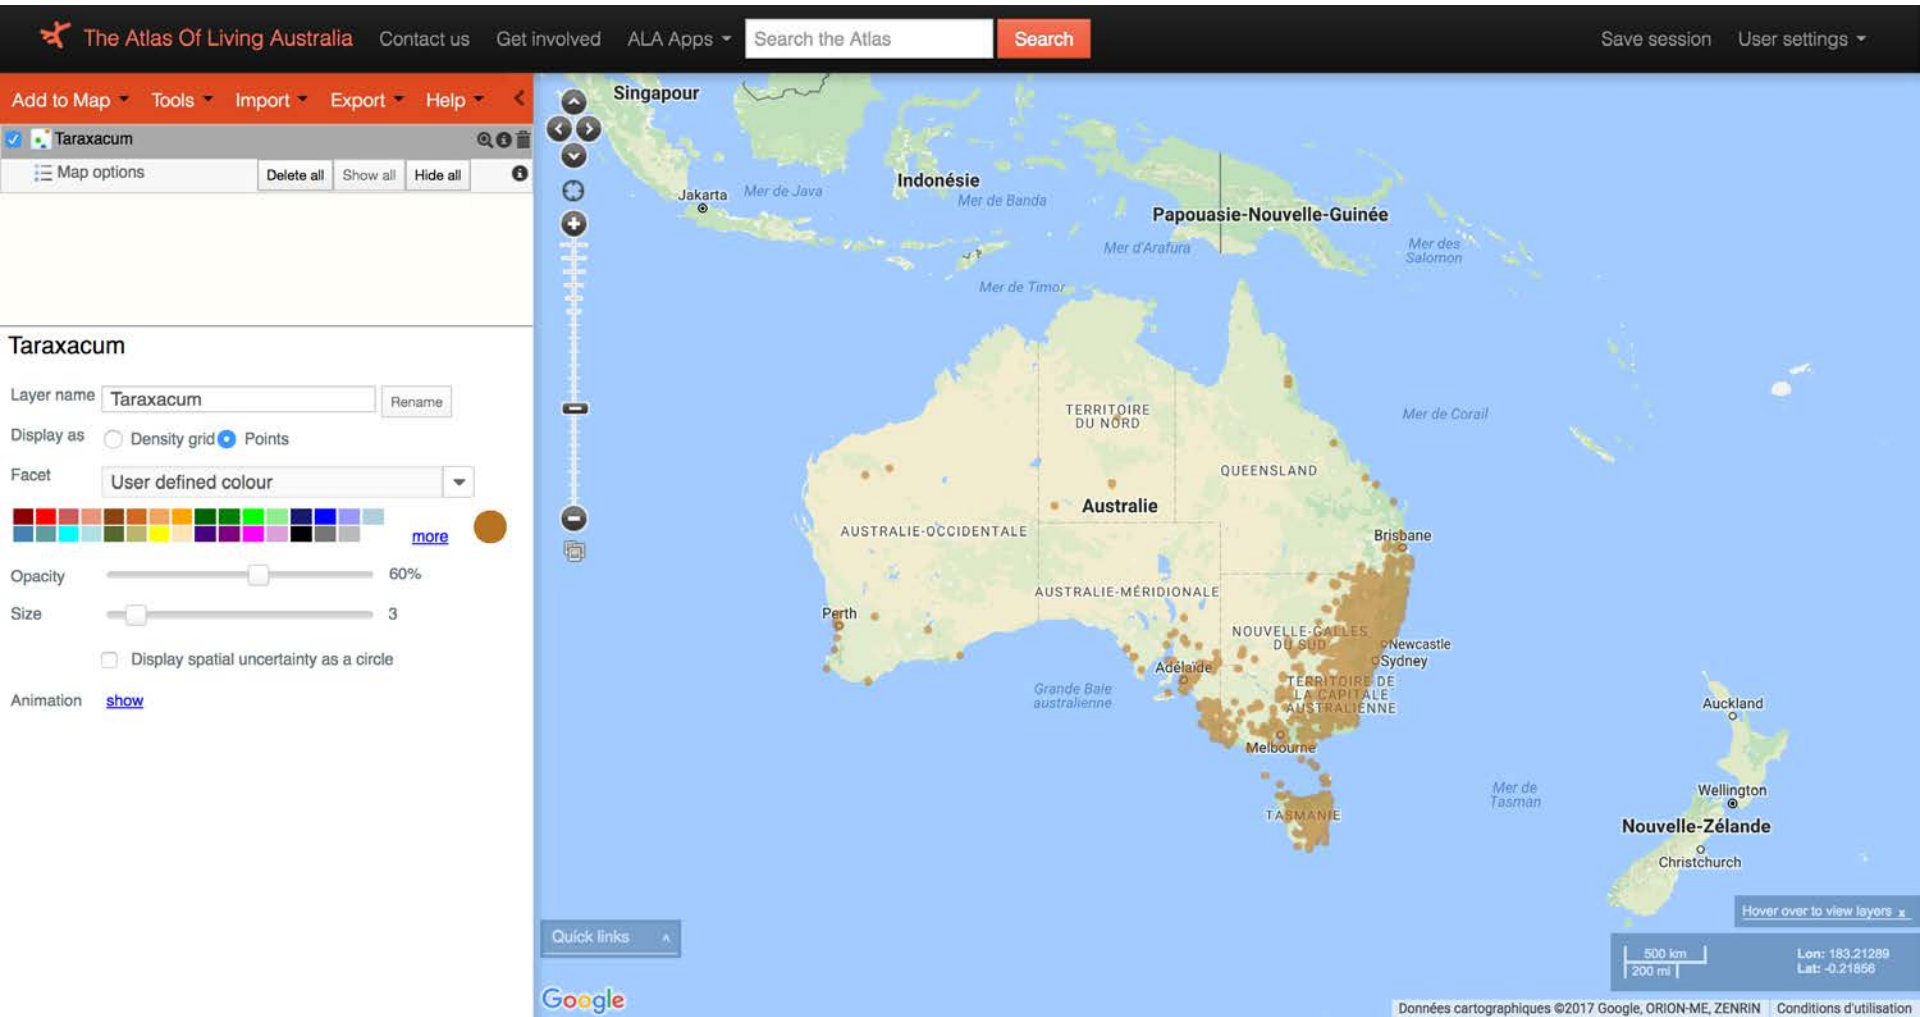 The Atlas Of Living Australia Contact us Get involved ALA Apps Search the Atlas Search Save session User settings
Add to Map Tools Import Export Help
Taraxacum
Map options Delete all Show all Hide all
Taraxacum
Layer name Taraxacum Rename
Display as Density grid Points
Facet User defined colour
more
Opacity 60%
Size 3
Display spatial uncertainty as a circle
Animation show
Singapour
Indonésie
Jakarta
Mer de Java
Mer de Banda
Papouasie-Nouvelle-Guinée
Mer d'Arafura
Mer des
Salomon
Mer de Timor
TERRITOIRE
DU NORD
Mer de Corail
QUEENSLAND
Australie
AUSTRALIE-OCCIDENTALE
Brisbane
AUSTRALIE-MÉRIDIONALE
Perth
NOUVELLE-GALLES
DU SUD
Newcastle
Sydney
Adélaïde
TERRITOIRE DE
LA CAPITALE
AUSTRALIENNE
Grande Baie
australienne
Auckland
Melbourne
Mer de
Tasman
Wellington
TASMANIE
Nouvelle-Zélande
Christchurch
Hover over to view layers x
Quick links
500 km
200 mi
Lon: 183.21289
Lat: -0.21856
Google
Données cartographiques ©2017 Google, ORION-ME, ZENRIN Conditions d'utilisation